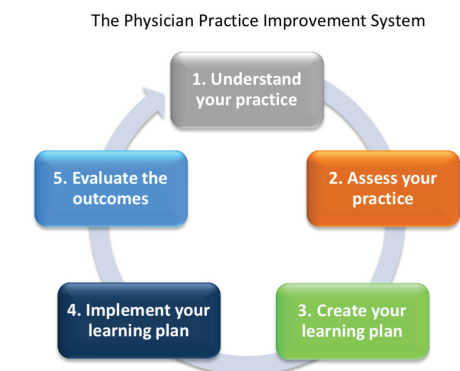 The Physician Practice Improvement System
1. Understand
your practice
2. Assess your
practice
3. Create your
learning plan
4. Implement your
learning plan
5. Evaluate the
outcomes